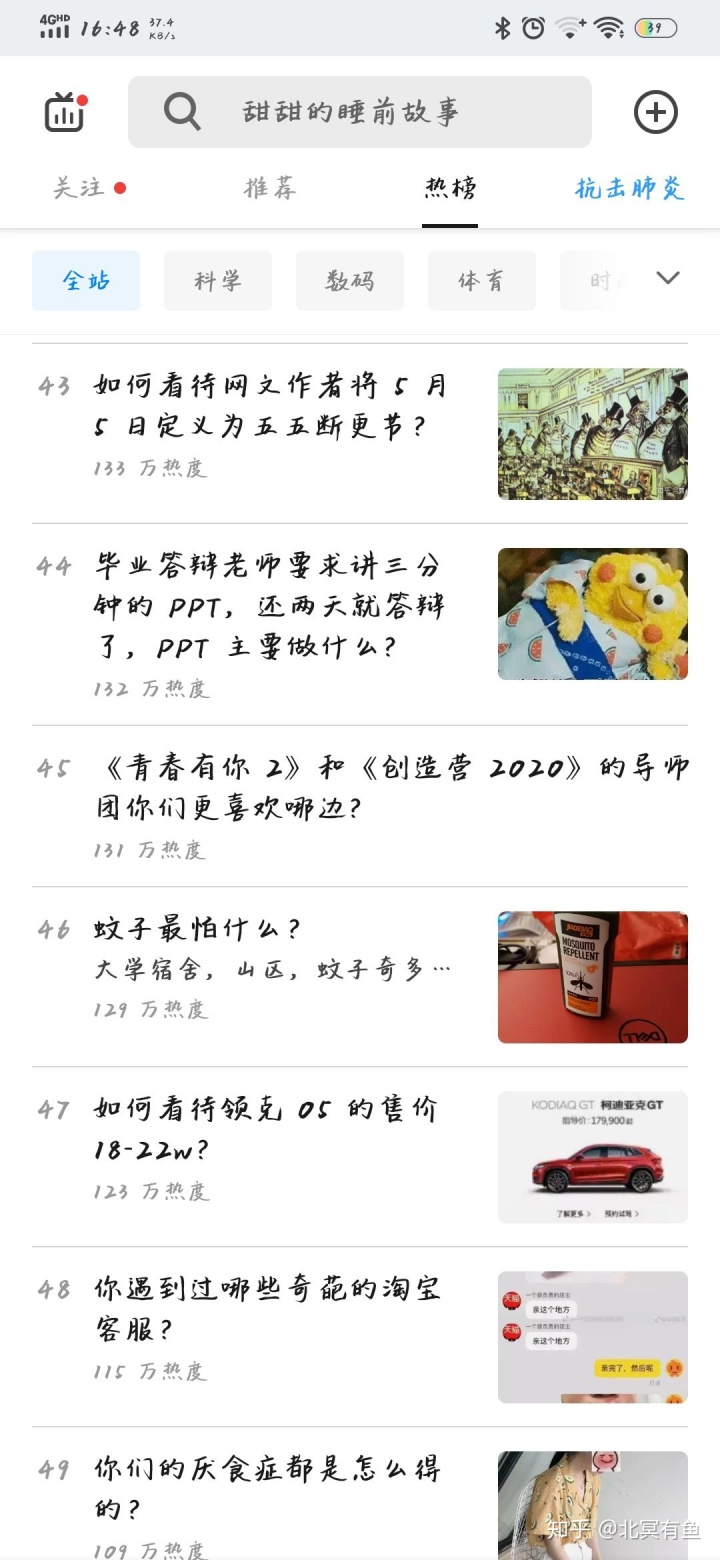 4GHD 16:48 37.4 KB/s 39
甜甜的睡前故事
关注 推荐 热榜 抗击肺炎
全站 科学 数码 体育 时
43 如何看待网文作者将 5 月
5 日定义为五五断更节？
133 万热度
44 毕业答辩老师要求讲三分
钟的 PPT，还两天就答辩
了，PPT 主要做什么？
132 万热度
45 《青春有你 2》和《创造营 2020》的导师
团你们更喜欢哪边？
131 万热度
46 蚊子最怕什么？
大学宿舍，山区，蚊子奇多…
129 万热度
MOSQUITO
REPELLENT
DELL
47 如何看待领克 05 的售价
18-22w？
123 万热度
KODIAQ GT 柯迪亚克GT
指导价:179,900起
了解更多 > 预约试驾 >
48 你遇到过哪些奇葩的淘宝
客服？
115 万热度
天猫
亲这个地方
天猫
亲这个地方
亲完了，然后呢
49 你们的厌食症都是怎么得
的？
109 万热度
知乎 @北冥有鱼